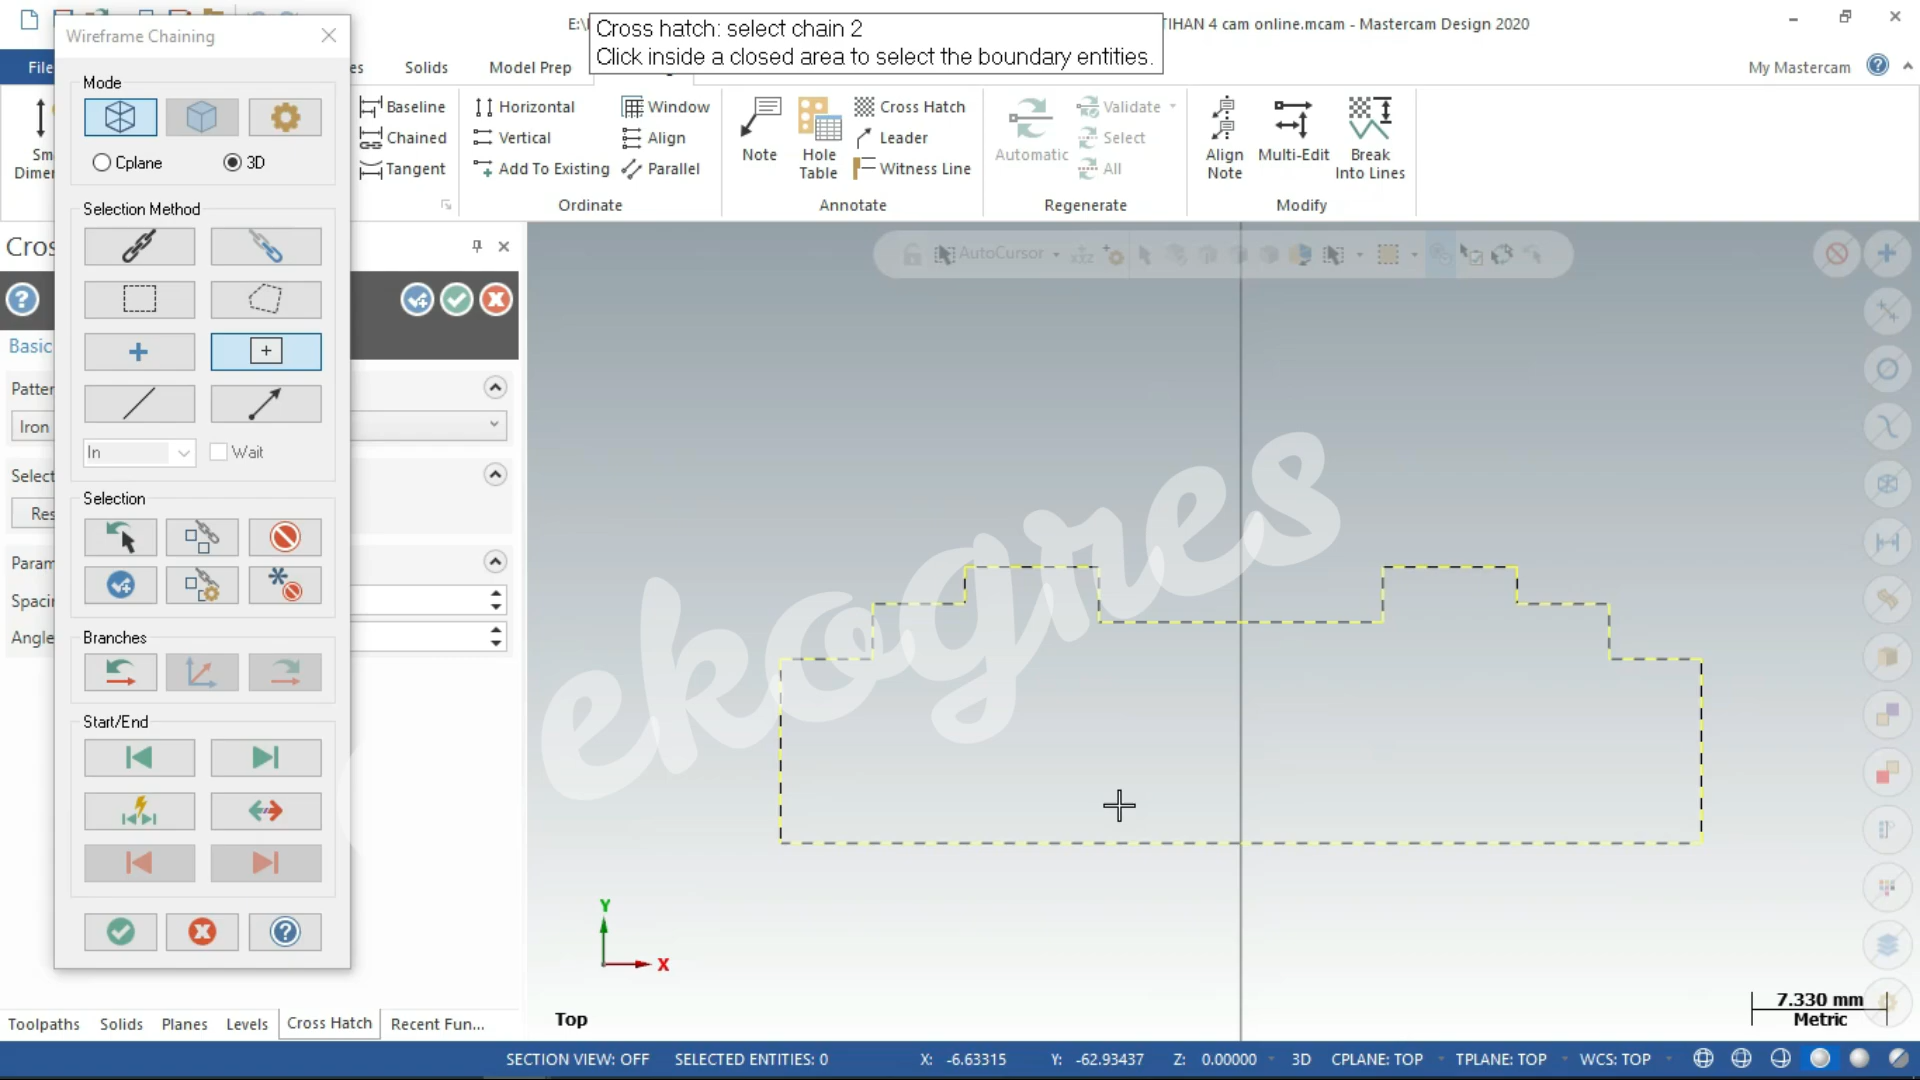 E:\
TIHAN 4 cam online.mcam - Mastercam Design 2020
Cross hatch: select chain 2
Click inside a closed area to select the boundary entities.
Wireframe Chaining
File
Solids
Model Prep
My Mastercam
Baseline
Chained
Tangent
Horizontal
Vertical
Add To Existing
Window
Align
Parallel
Ordinate
Note
Hole
Table
Cross Hatch
Leader
Witness Line
Annotate
Automatic
Validate
Select
All
Regenerate
Align
Note
Multi-Edit
Break
Into Lines
Modify
Mode
Cplane
3D
Selection Method
In
Wait
Selection
Branches
Start/End
Sm
Dimer
Cros
Basic
Patter
Iron
Select
Res
Param
Spacir
Angle
AutoCursor
ekogres
Y
X
Top
7.330 mm
Metric
Toolpaths
Solids
Planes
Levels
Cross Hatch
Recent Fun...
SECTION VIEW: OFF
SELECTED ENTITIES: 0
X: -6.63315
Y: -62.93437
Z: 0.00000
3D
CPLANE: TOP
TPLANE: TOP
WCS: TOP